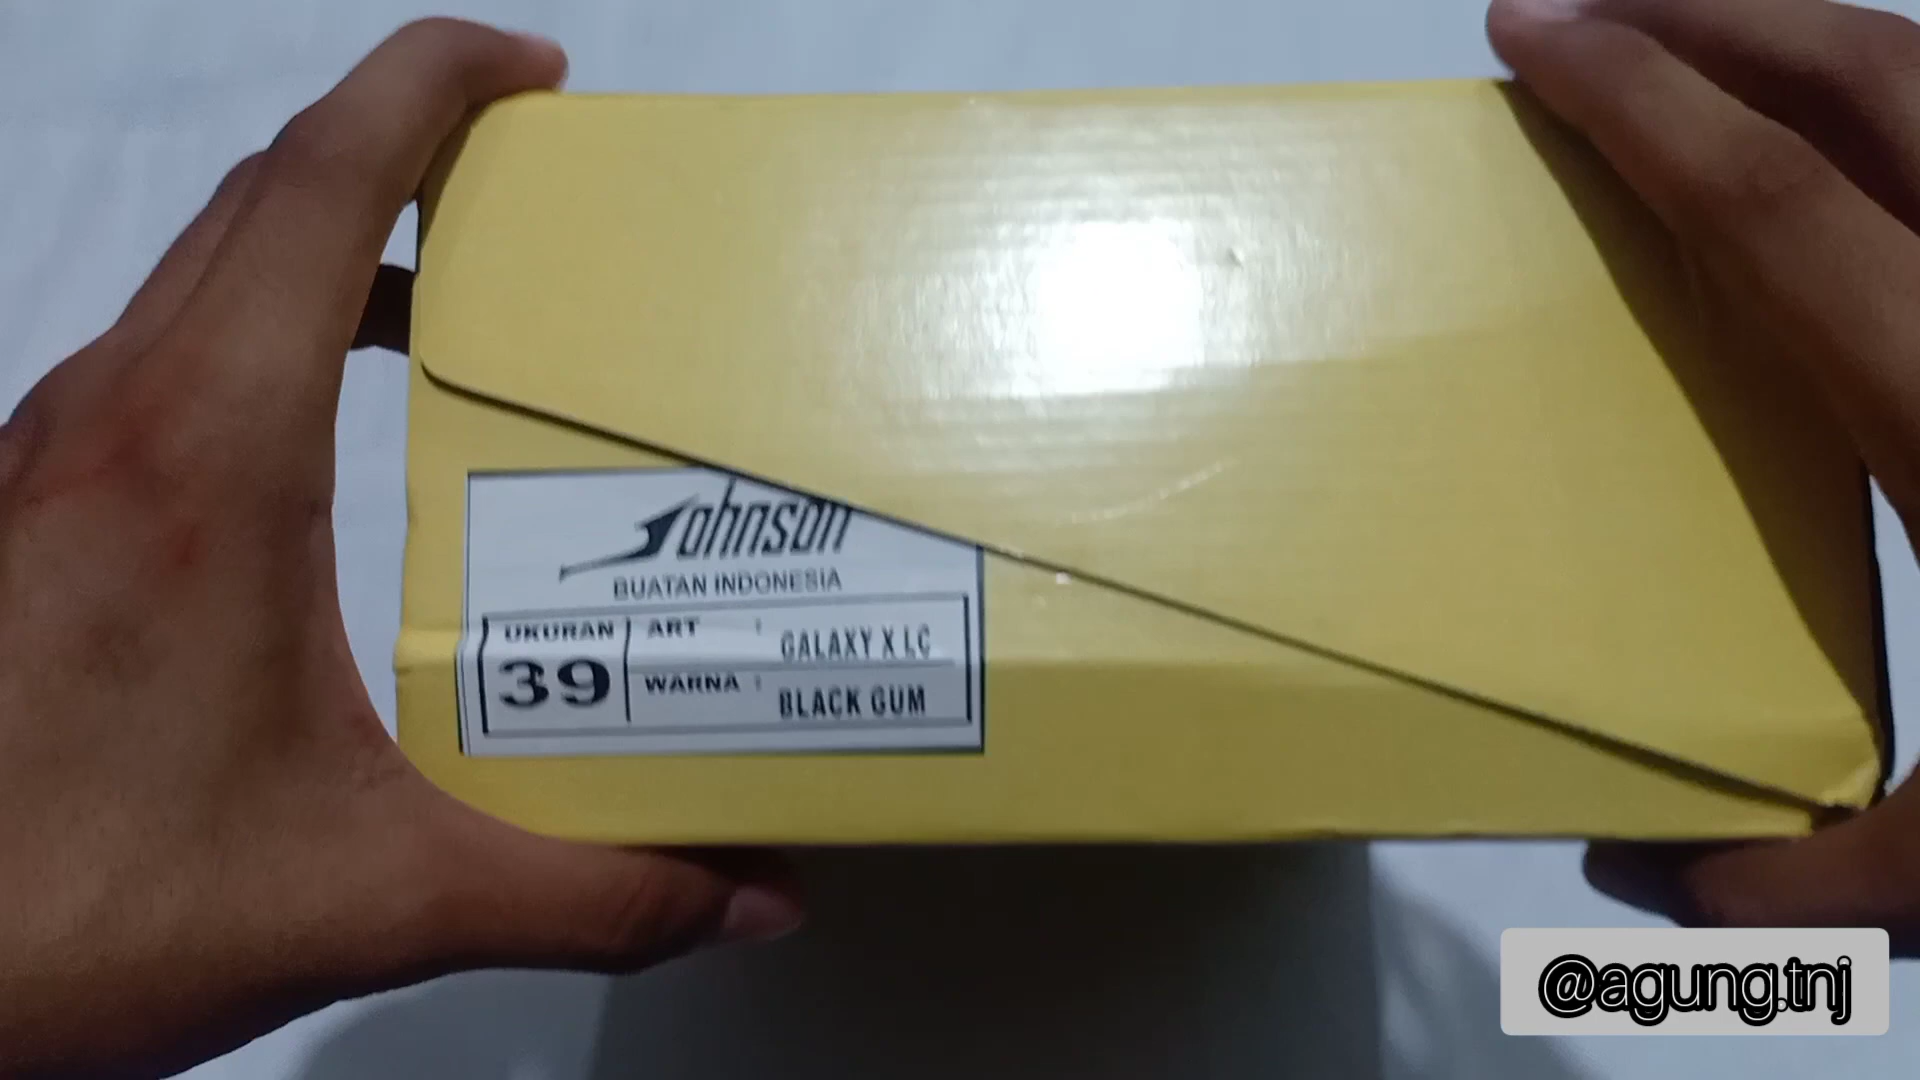 Johnson
BUATAN INDONESIA
UKURAN
39
ART : GALAXY X LC
WARNA : BLACK GUM
@agung.tnj